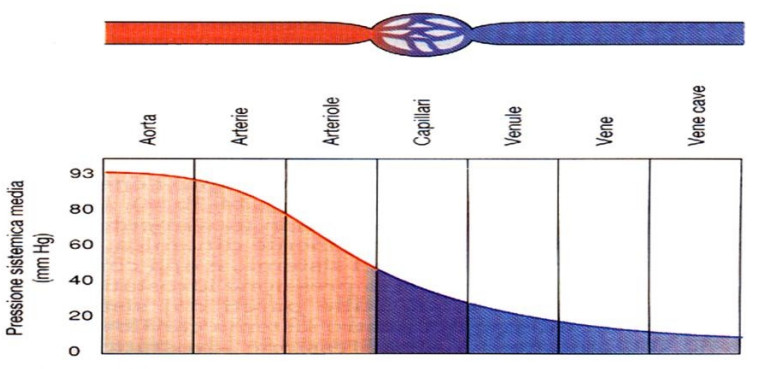 Aorta
Arterie
Arteriole
Capillari
Venule
Vene
Vene cave
Pressione sistemica media
(mm Hg)
93
80
60
40
20
0